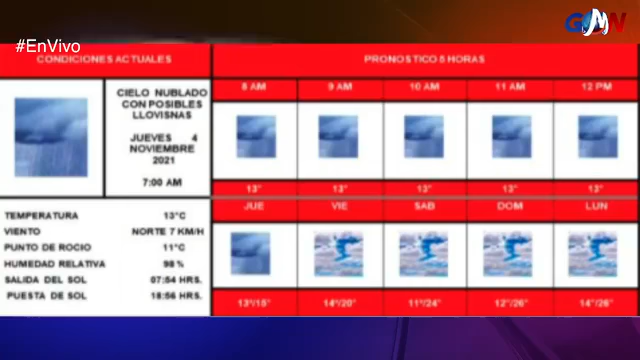 #EnVivo
GMN
CONDICIONES ACTUALES
CIELO NUBLADO
CON POSIBLES
LLOVISNAS
JUEVES 4
NOVIEMBRE
2021
7:00 AM
TEMPERATURA 13°C
VIENTO NORTE 7 KM/H
PUNTO DE ROCIO 11°C
HUMEDAD RELATIVA 98 %
SALIDA DEL SOL 07:54 HRS.
PUESTA DE SOL 18:56 HRS.
PRONOSTICO 5 HORAS
8 AM 9 AM 10 AM 11 AM 12 PM
13° 13° 13° 13° 13°
JUE VIE SAB DOM LUN
13°/15° 14°/20° 11°/24° 12°/26° 14°/26°